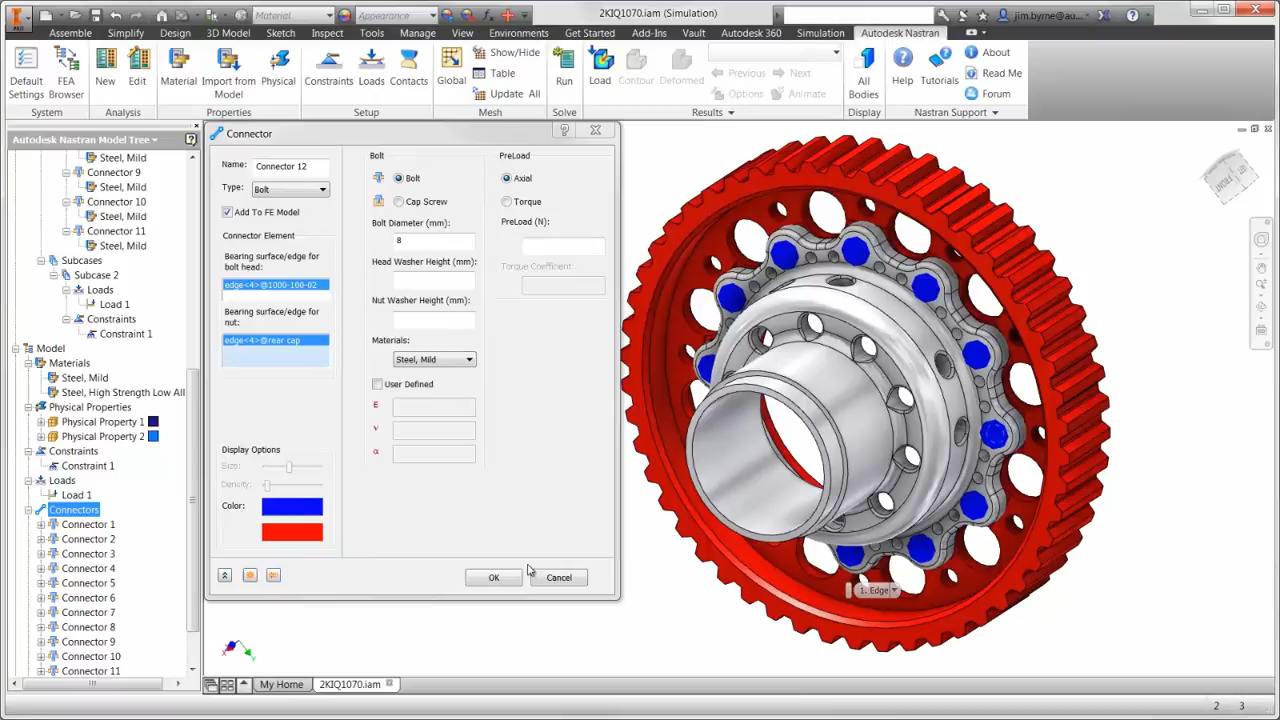 Material
Appearance
2KIQ1070.iam (Simulation)
jim.byrne@au...
PRO
Assemble Simplify Design 3D Model Sketch Inspect Tools Manage View Environments Get Started Add-Ins Vault Autodesk 360 Simulation Autodesk Nastran
Default Settings
FEA Browser
New
Edit
Material
Import from Model
Physical
Constraints
Loads
Contacts
Global
Show/Hide
Table
Update All
Run
Load
Contour
Deformed
Previous
Next
Options
Animate
All Bodies
Help
Tutorials
About
Read Me
Forum
System
Analysis
Properties
Setup
Mesh
Solve
Results
Display
Nastran Support
Autodesk Nastran Model Tree
Steel, Mild
Connector 9
Steel, Mild
Connector 10
Steel, Mild
Connector 11
Steel, Mild
Subcases
Subcase 2
Loads
Load 1
Constraints
Constraint 1
Model
Materials
Steel, Mild
Steel, High Strength Low All
Physical Properties
Physical Property 1
Physical Property 2
Constraints
Constraint 1
Loads
Load 1
Connectors
Connector 1
Connector 2
Connector 3
Connector 4
Connector 5
Connector 6
Connector 7
Connector 8
Connector 9
Connector 10
Connector 11
Connector
Name: Connector 12
Type: Bolt
Add To FE Model
Connector Element
Bearing surface/edge for
bolt head:
edge<4>@1000-100-02
Bearing surface/edge for
nut:
edge<4>@rear cap
Display Options
Size:
Density:
Color:
Bolt
Bolt
Cap Screw
Bolt Diameter (mm):
8
Head Washer Height (mm):
Nut Washer Height (mm):
Materials:
Steel, Mild
User Defined
E
ν
α
PreLoad
Axial
Torque
PreLoad (N):
Torque Coefficient:
OK Cancel
1. Edge
X
Y
My Home 2KIQ1070.iam
2 3